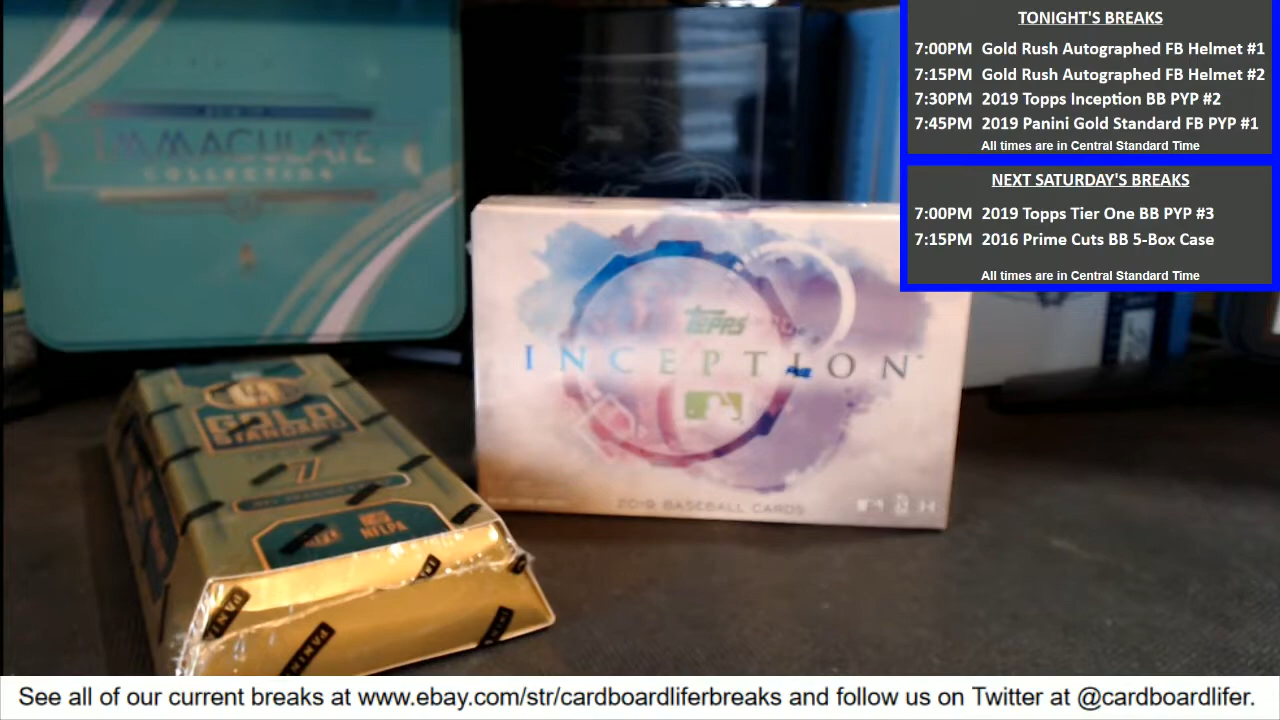 TONIGHT'S BREAKS
7:00PM Gold Rush Autographed FB Helmet #1
7:15PM Gold Rush Autographed FB Helmet #2
7:30PM 2019 Topps Inception BB PYP #2
7:45PM 2019 Panini Gold Standard FB PYP #1
All times are in Central Standard Time
NEXT SATURDAY'S BREAKS
7:00PM 2019 Topps Tier One BB PYP #3
7:15PM 2016 Prime Cuts BB 5-Box Case
All times are in Central Standard Time
IMMACULATE
COLLECTION
TOPPS
INCEPTION
2019 BASEBALL CARDS
GOLD
STANDARD
7
NFLPA
PANINI
See all of our current breaks at www.ebay.com/str/cardboardliferbreaks and follow us on Twitter at @cardboardlifer.